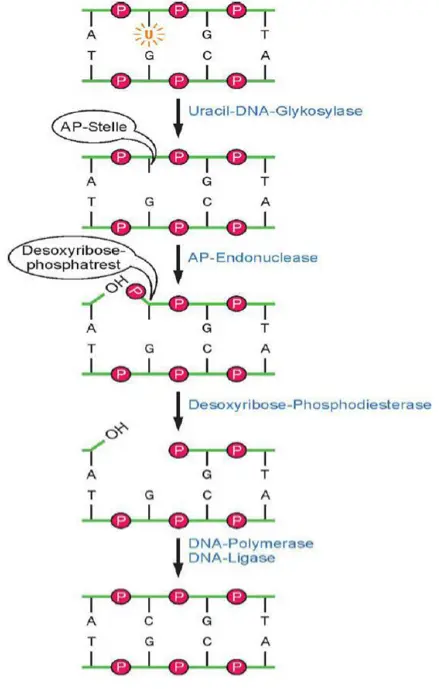 P P P
A U G T
T G C A
P P P
Uracil-DNA-Glykosylase
AP-Stelle
P P P
A G T
T G C A
P P P
AP-Endonuclease
Desoxyribose-
phosphatrest
OH P P P
A G T
T G C A
P P P
Desoxyribose-Phosphodiesterase
OH
P P
A G T
T G C A
P P P
DNA-Polymerase
DNA-Ligase
P P P
A C G T
T G C A
P P P